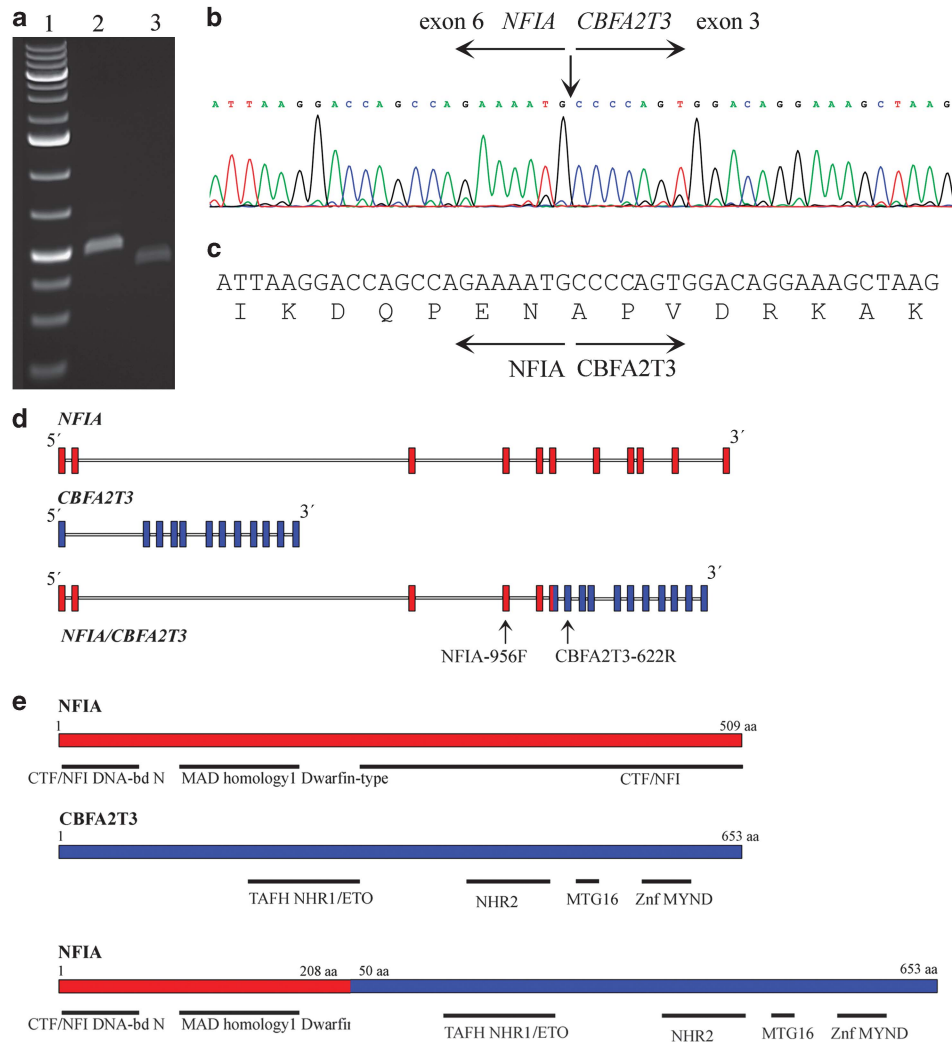 a
1 2 3
b
exon 6 NFIA CBFA2T3 exon 3
A T T A A G G A C C A G C C A G A A A A T G C C C C A G T G G A C A G G A A A G C T A A G
c
ATTAAGGACCAGCCAGAAAATGCCCCAGTGGACAGGAAAGCTAAG
I K D Q P E N A P V D R K A K
NFIA CBFA2T3
d
NFIA
5´ 3´
CBFA2T3
5´ 3´
5´ 3´
NFIA/CBFA2T3
NFIA-956F CBFA2T3-622R
e
NFIA
1 509 aa
CTF/NFI DNA-bd N MAD homology1 Dwarfin-type CTF/NFI
CBFA2T3
1 653 aa
TAFH NHR1/ETO NHR2 MTG16 Znf MYND
NFIA
1 208 aa 50 aa 653 aa
CTF/NFI DNA-bd N MAD homology1 Dwarfi
TAFH NHR1/ETO NHR2 MTG16 Znf MYND